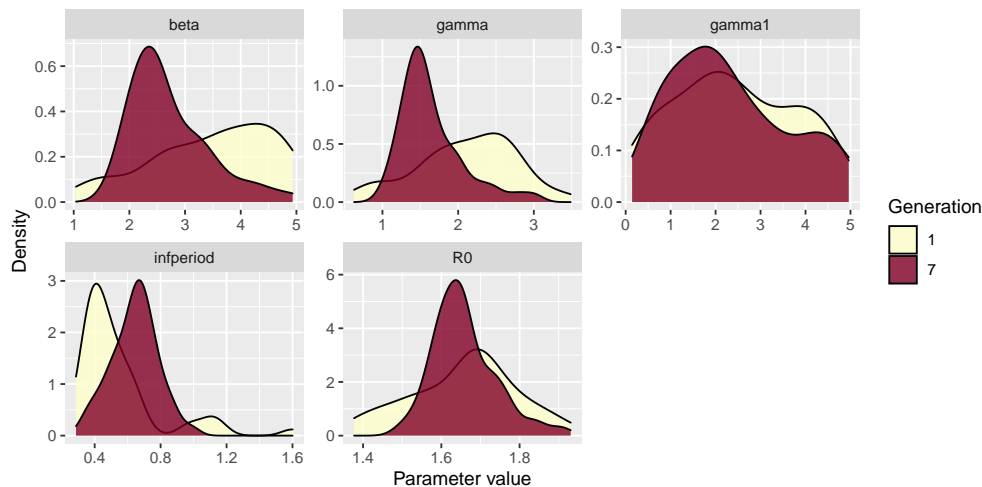 beta
gamma
gamma1
0.6
0.4
0.2
0.0
1.0
0.5
0.0
0.3
0.2
0.1
0.0
1 2 3 4 5
1 2 3
0 1 2 3 4 5
Density
infperiod
R0
3
2
1
0
6
4
2
0
0.4 0.8 1.2 1.6
1.4 1.6 1.8
Parameter value
Generation
1
7